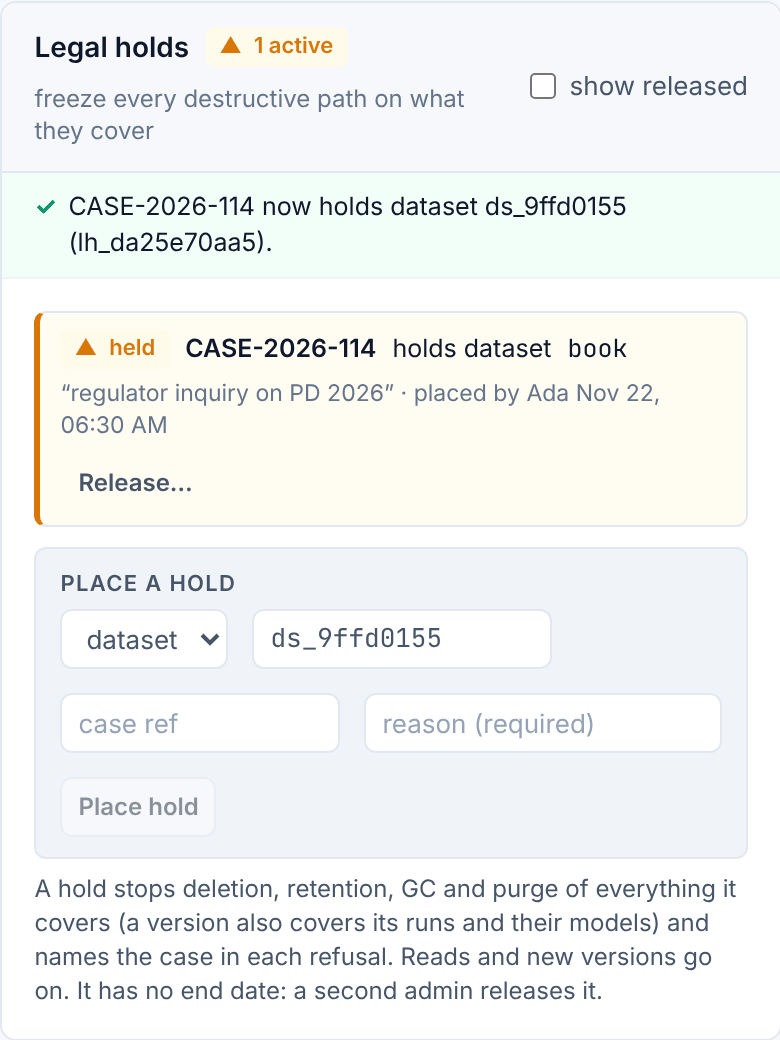 Legal holds
▲ 1 active
freeze every destructive path on what
they cover
show released
✓ CASE-2026-114 now holds dataset ds_9ffd0155
(lh_da25e70aa5).
▲ held CASE-2026-114 holds dataset book
“regulator inquiry on PD 2026” · placed by Ada Nov 22,
06:30 AM
Release...
PLACE A HOLD
dataset
ds_9ffd0155
case ref
reason (required)
Place hold
A hold stops deletion, retention, GC and purge of everything it
covers (a version also covers its runs and their models) and
names the case in each refusal. Reads and new versions go
on. It has no end date: a second admin releases it.